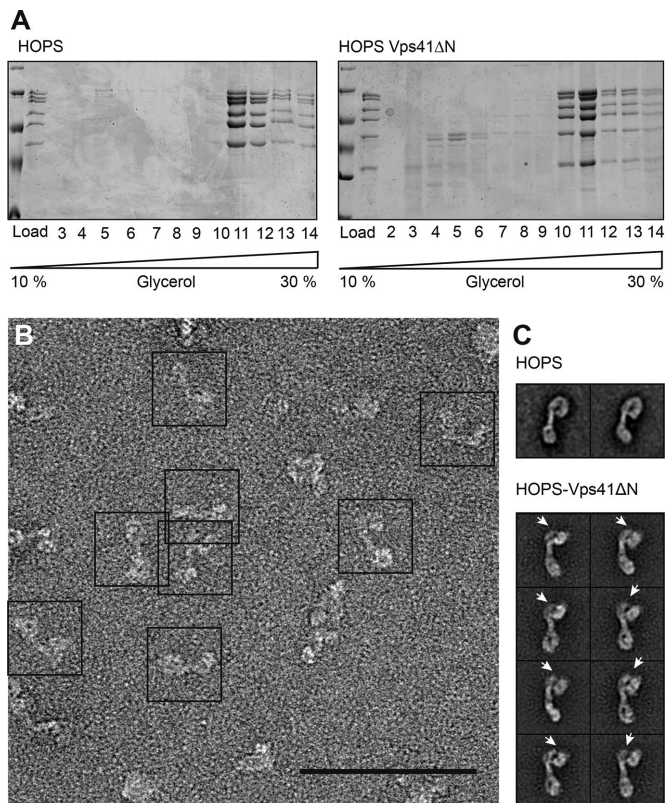 A
HOPS
HOPS Vps41ΔN
Load 3 4 5 6 7 8 9 10 11 12 13 14
Load 2 3 4 5 6 7 8 9 10 11 12 13 14
10 % Glycerol 30 %
10 % Glycerol 30 %
B
C
HOPS
HOPS-Vps41ΔN